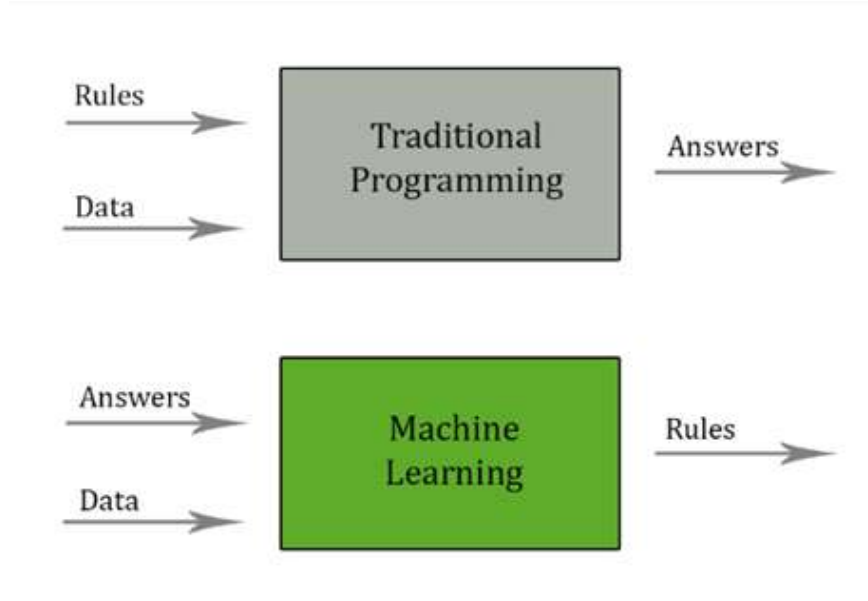 Rules
Data
Traditional
Programming
Answers
Answers
Data
Machine
Learning
Rules